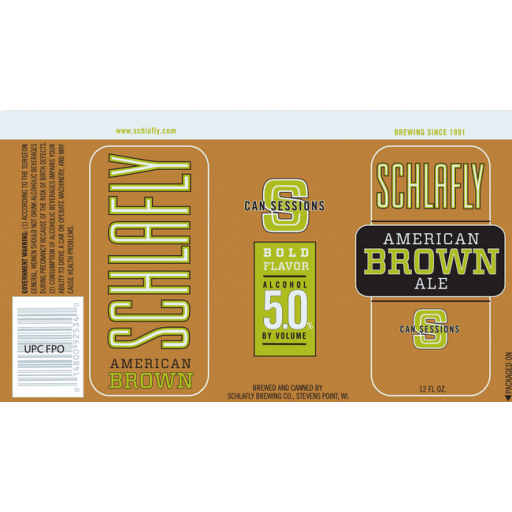 www.schlafly.com
BREWING SINCE 1991
GOVERNMENT WARNING: (1) ACCORDING TO THE SURGEON
GENERAL, WOMEN SHOULD NOT DRINK ALCOHOLIC BEVERAGES
DURING PREGNANCY BECAUSE OF THE RISK OF BIRTH DEFECTS.
(2) CONSUMPTION OF ALCOHOLIC BEVERAGES IMPAIRS YOUR
ABILITY TO DRIVE A CAR OR OPERATE MACHINERY, AND MAY
CAUSE HEALTH PROBLEMS.
UPC FPO
0 14800 92534 0
SCHLAFLY
AMERICAN
BROWN
S
CAN SESSIONS
BOLD
FLAVOR
ALCOHOL
5.0%
BY VOLUME
BREWED AND CANNED BY
SCHLAFLY BREWING CO., STEVENS POINT, WI.
SCHLAFLY
AMERICAN
BROWN
ALE
CAN SESSIONS
S
12 FL OZ.
PACKAGED ON